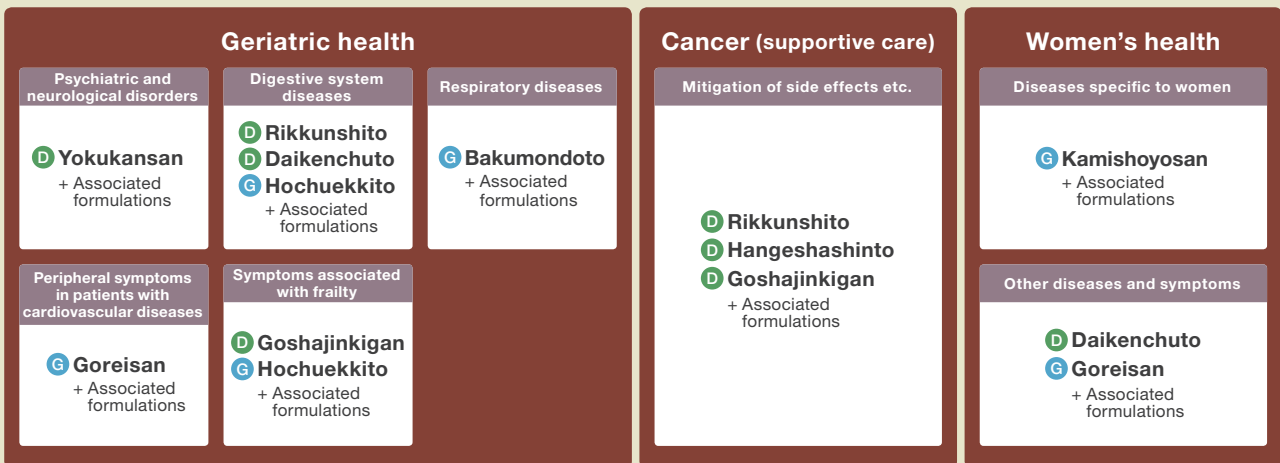 Geriatric health
Psychiatric and
neurological disorders
D Yokukansan
+ Associated
formulations
Digestive system
diseases
D Rikkunshito
D Daikenchuto
G Hochuekkito
+ Associated
formulations
Respiratory diseases
G Bakumondoto
+ Associated
formulations
Peripheral symptoms
in patients with
cardiovascular diseases
G Goreisan
+ Associated
formulations
Symptoms associated
with frailty
D Goshajinkigan
G Hochuekkito
+ Associated
formulations
Cancer (supportive care)
Mitigation of side effects etc.
D Rikkunshito
D Hangeshashinto
D Goshajinkigan
+ Associated
formulations
Women’s health
Diseases specific to women
G Kamishoyosan
+ Associated
formulations
Other diseases and symptoms
D Daikenchuto
G Goreisan
+ Associated
formulations